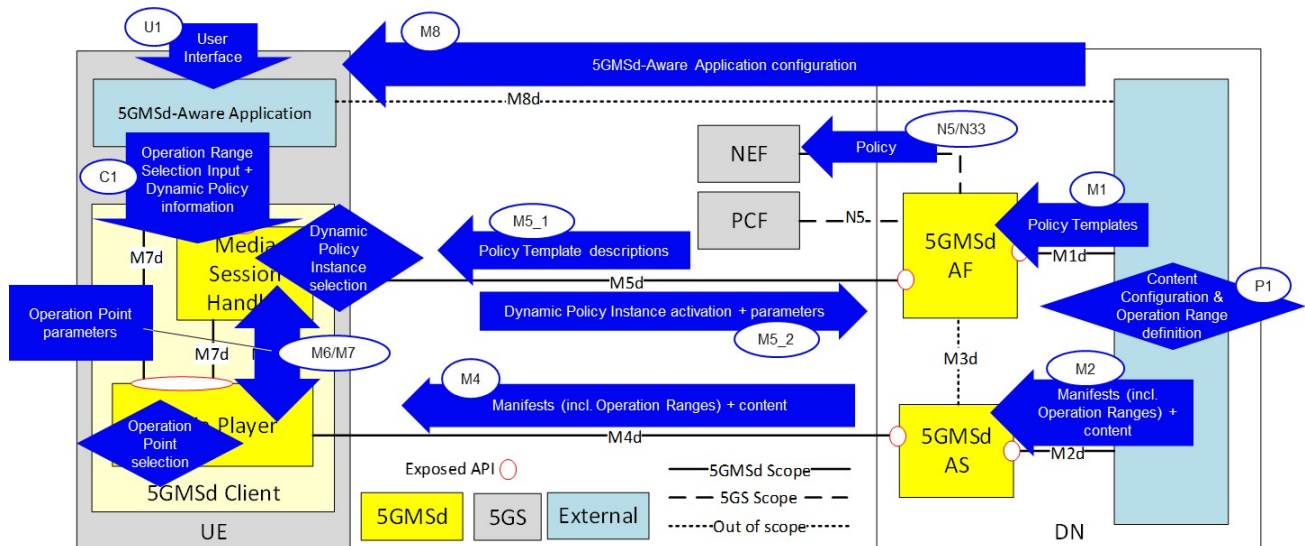 U1
User
Interface
M8
5GMSd-Aware Application configuration
5GMSd-Aware Application
M8d
N5/N33
NEF
Policy
Operation Range
Selection Input +
Dynamic Policy
information
C1
M1
Policy Templates
PCF
N5
M5_1
Policy Template descriptions
Dynamic
Policy
Instance
selection
Media
Session
M7d
5GMSd
AF
M1d
M5d
P1
Content
Configuration &
Operation Range
definition
Operation Point
parameters
Dynamic Policy Instance activation + parameters
M5_2
M7d
M6/M7
M3d
M4
Manifests (incl. Operation Ranges) + content
M2
Manifests (incl.
Operation Ranges) +
content
Player
Operation
Point
selection
M4d
5GMSd
AS
M2d
Exposed API
5GMSd Client
5GMSd Scope
5GS Scope
Out of scope
5GMSd
5GS
External
UE
DN